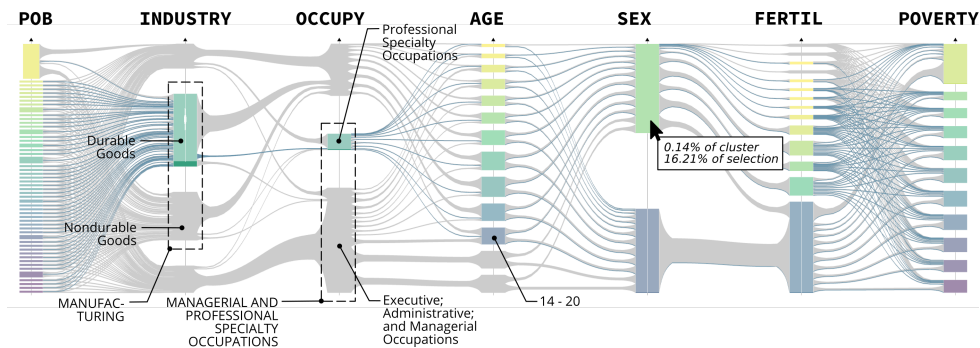 POB INDUSTRY OCCUPY AGE SEX FERTIL POVERTY
Professional
Specialty
Occupations
Durable
Goods
0.14% of cluster
16.21% of selection
Nondurable
Goods
MANUFAC-
TURING
MANAGERIAL AND
PROFESSIONAL
SPECIALTY
OCCUPATIONS
Executive;
Administrative;
and Managerial
Occupations
14 - 20